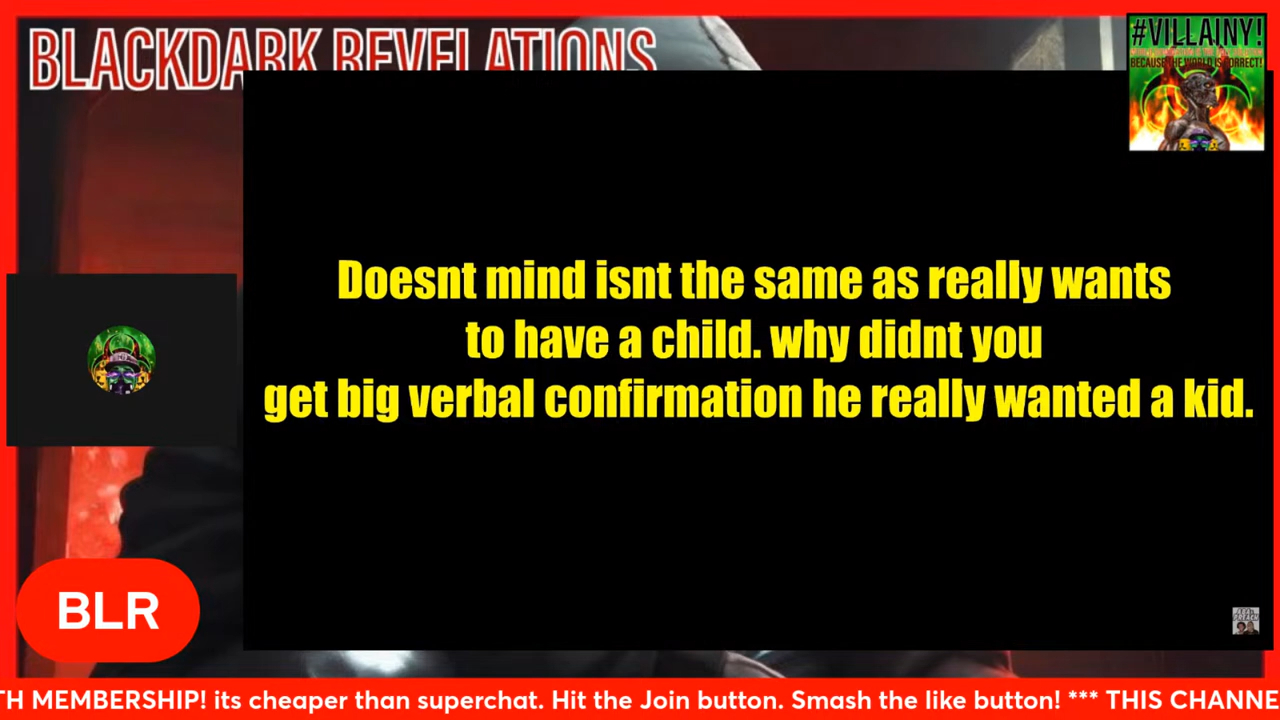 BLACKDARK REVELATIONS
#VILLAINY!
BECAUSE THE WORLD IS CORRECT!
Doesnt mind isnt the same as really wants
to have a child. why didnt you
get big verbal confirmation he really wanted a kid.
BLR
TH MEMBERSHIP! its cheaper than superchat. Hit the Join button. Smash the like button! *** THIS CHANNE